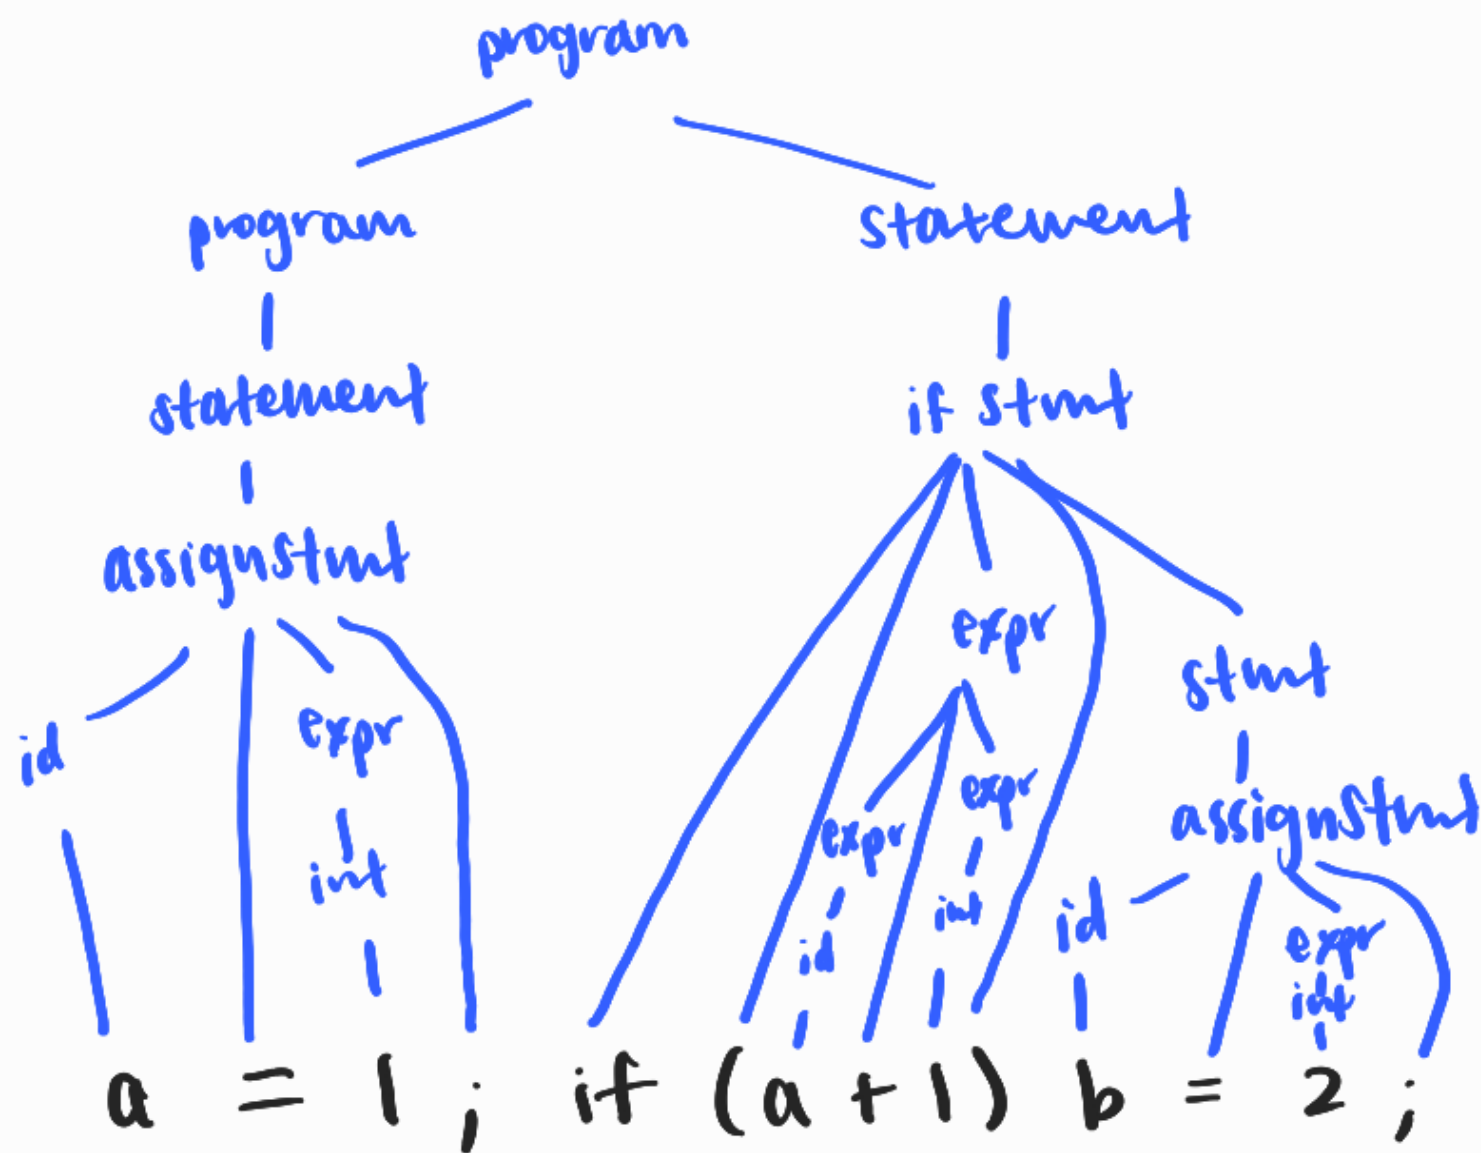 program
program statement
statement if stmt
assignStmt
expr
stmt
id expr
expr assignStmt
expr
int int id
id expr
int
a = 1 ; if ( a + 1 ) b = 2 ;